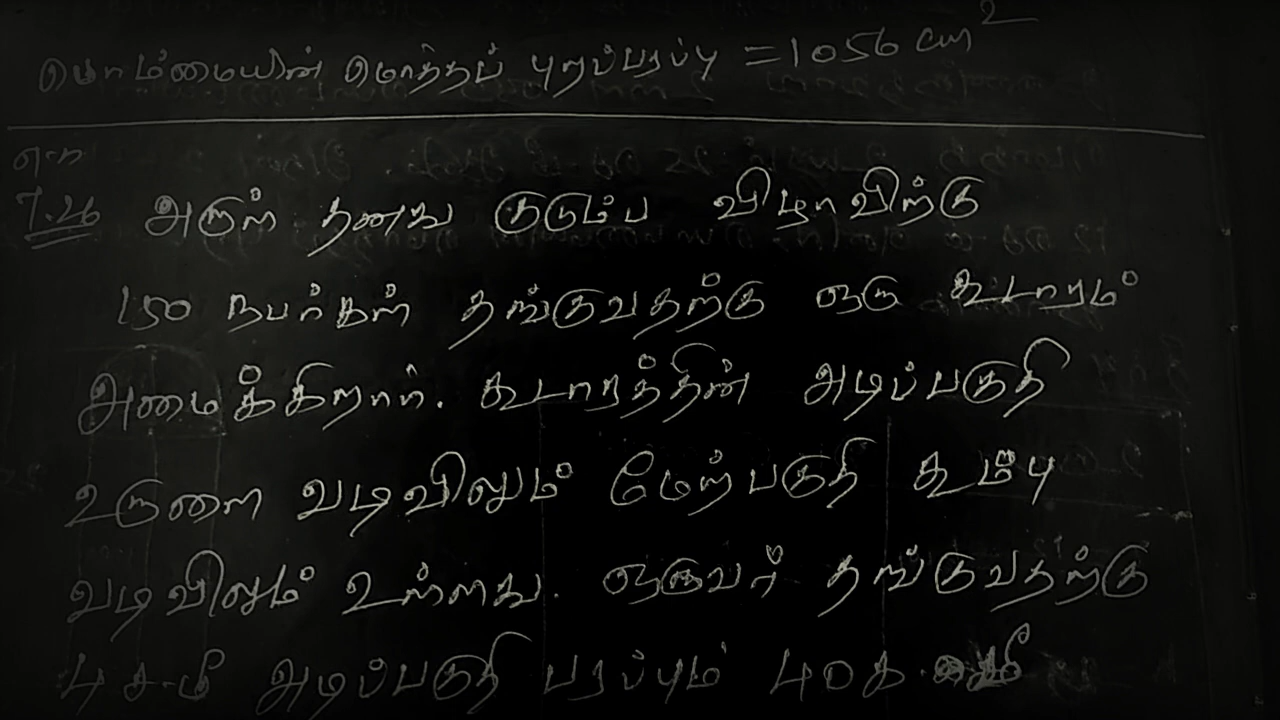 பொம்மையின் மொத்தப் புறப்பரப்பு = 1056 cm²
எ.கா
7.26 அருள் தனது குடும்ப விழாவிற்கு
150 நபர்கள் தங்குவதற்கு ஒரு கூடாரம்
அமைக்கிறார். கூடாரத்தின் அடிப்பகுதி
உருளை வடிவிலும் மேற்பகுதி கூம்பு
வடிவிலும் உள்ளது. ஒருவர் தங்குவதற்கு
4 ச.மீ அடிப்பகுதி பரப்பும் 40 க. மீ